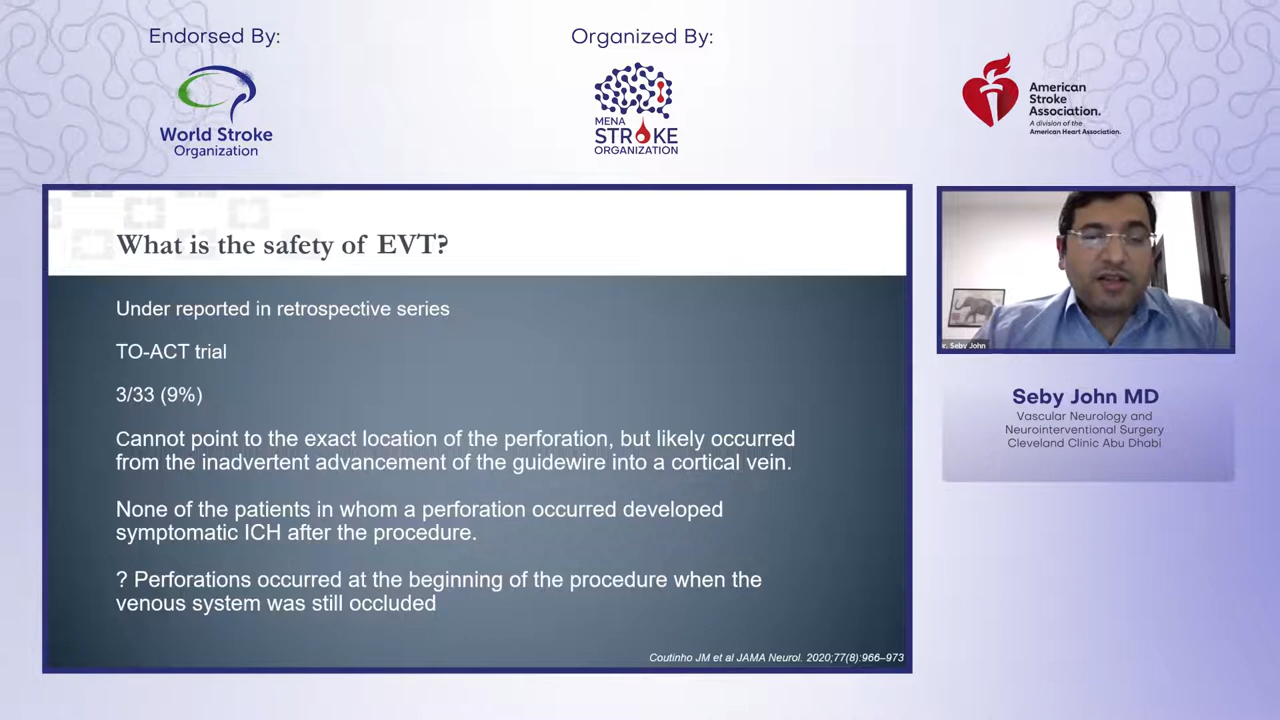 Endorsed By:
World Stroke
Organization
Organized By:
MENA
STROKE
ORGANIZATION
American
Stroke
Association.
A division of the
American Heart Association.
What is the safety of EVT?
Under reported in retrospective series
TO-ACT trial
3/33 (9%)
Cannot point to the exact location of the perforation, but likely occurred
from the inadvertent advancement of the guidewire into a cortical vein.
None of the patients in whom a perforation occurred developed
symptomatic ICH after the procedure.
? Perforations occurred at the beginning of the procedure when the
venous system was still occluded
Coutinho JM et al JAMA Neurol. 2020;77(8):966–973
r. Seby John
Seby John MD
Vascular Neurology and
Neurointerventional Surgery
Cleveland Clinic Abu Dhabi